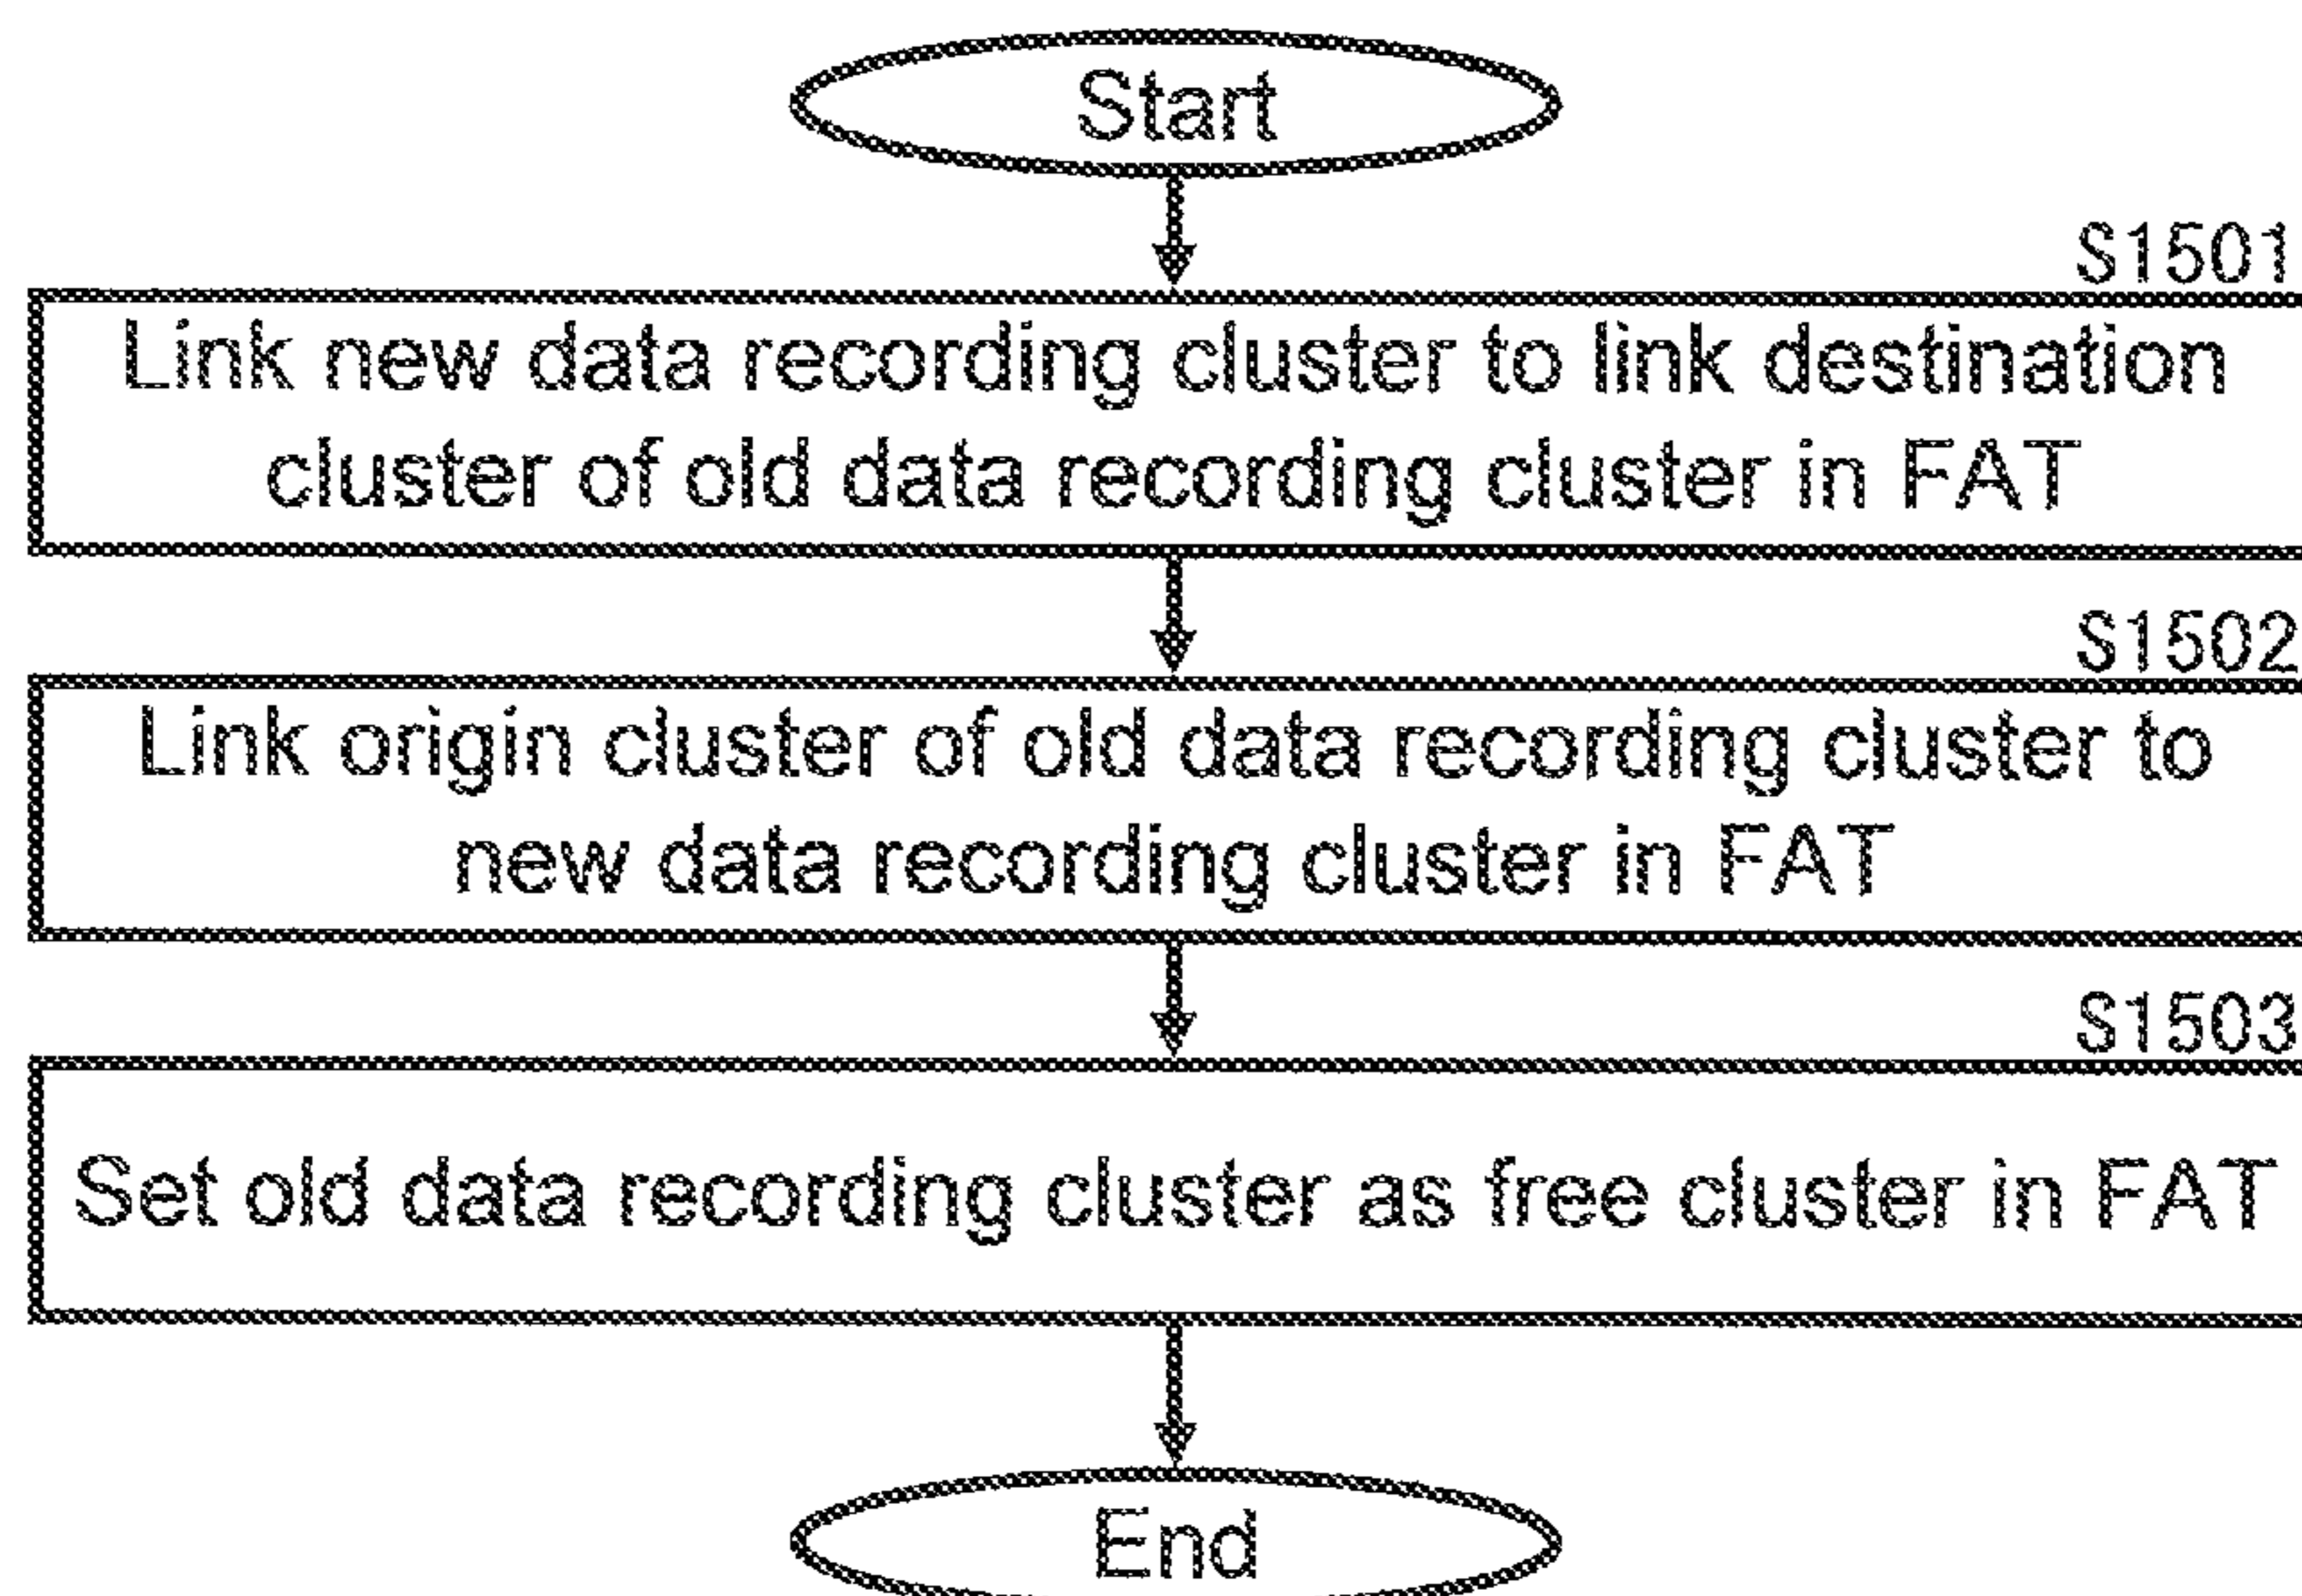 Start
S1501
Link new data recording cluster to link destination
cluster of old data recording cluster in FAT
S1502
Link origin cluster of old data recording cluster to
new data recording cluster in FAT
S1503
Set old data recording cluster as free cluster in FAT
End